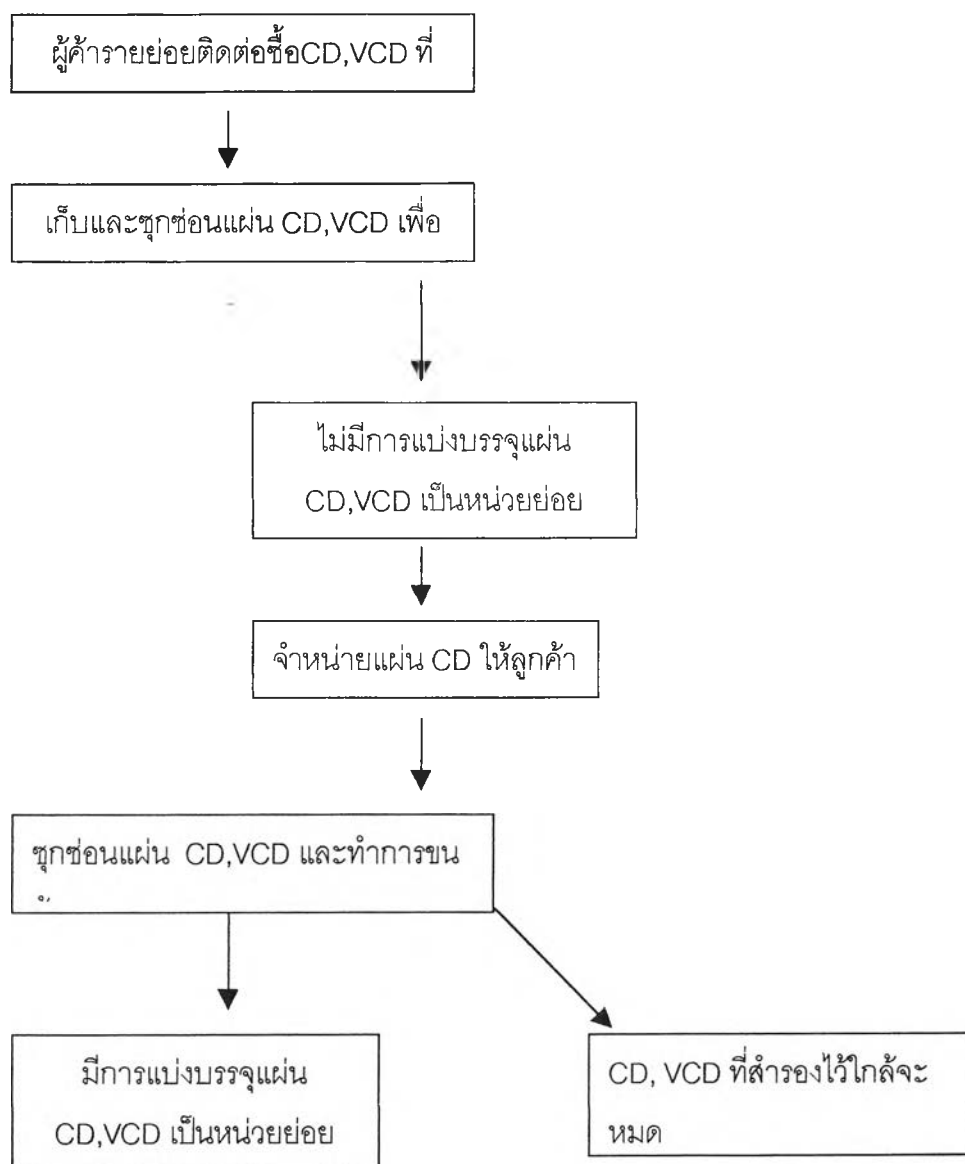 ผู้ค้ารายย่อยติดต่อซื้อCD,VCD ที่
เก็บและซุกซ่อนแผ่น CD,VCD เพื่อ
ไม่มีการแบ่งบรรจุแผ่น
CD,VCD เป็นหน่วยย่อย
จำหน่ายแผ่น CD ให้ลูกค้า
ซุกซ่อนแผ่น CD,VCD และทำการขน
มีการแบ่งบรรจุแผ่น
CD,VCD เป็นหน่วยย่อย
CD, VCD ที่สำรองไว้ใกล้จะ
หมด